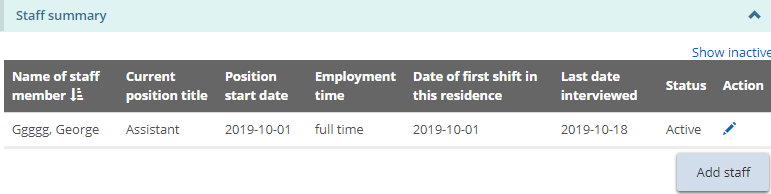 Staff summary
Show inactive
Name of staff member Current position title Position start date Employment time Date of first shift in this residence Last date interviewed Status Action
Ggggg, George Assistant 2019-10-01 full time 2019-10-01 2019-10-18 Active
Add staff